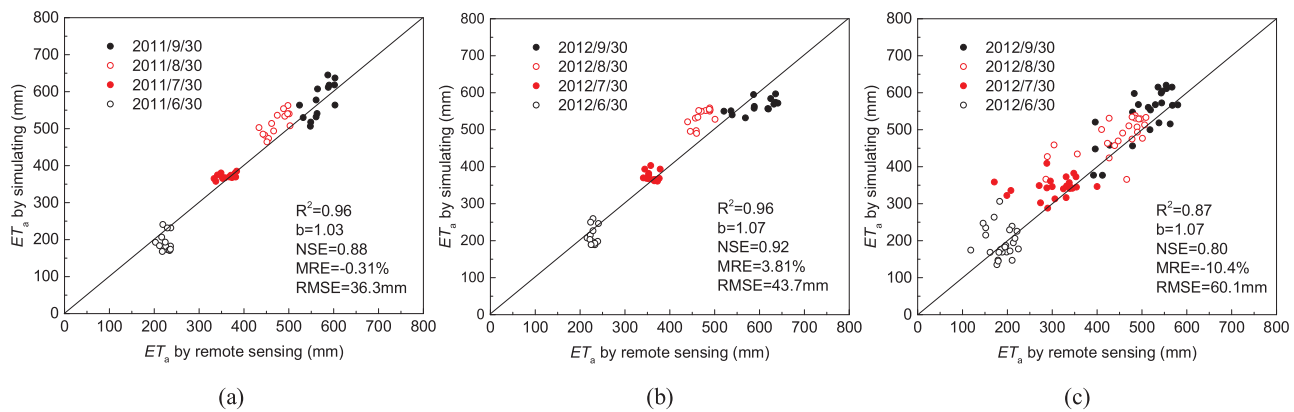 800
700
600
500
400
300
200
100
0
ETa by simulating (mm)
2011/9/30
2011/8/30
2011/7/30
2011/6/30
R2=0.96
b=1.03
NSE=0.88
MRE=-0.31%
RMSE=36.3mm
0 100 200 300 400 500 600 700 800
ETa by remote sensing (mm)
(a)
800
700
600
500
400
300
200
100
0
ETa by simulating (mm)
2012/9/30
2012/8/30
2012/7/30
2012/6/30
R2=0.96
b=1.07
NSE=0.92
MRE=3.81%
RMSE=43.7mm
0 100 200 300 400 500 600 700 800
ETa by remote sensing (mm)
(b)
800
700
600
500
400
300
200
100
0
ETa by simulating (mm)
2012/9/30
2012/8/30
2012/7/30
2012/6/30
R2=0.87
b=1.07
NSE=0.80
MRE=-10.4%
RMSE=60.1mm
0 100 200 300 400 500 600 700 800
ETa by remote sensing (mm)
(c)